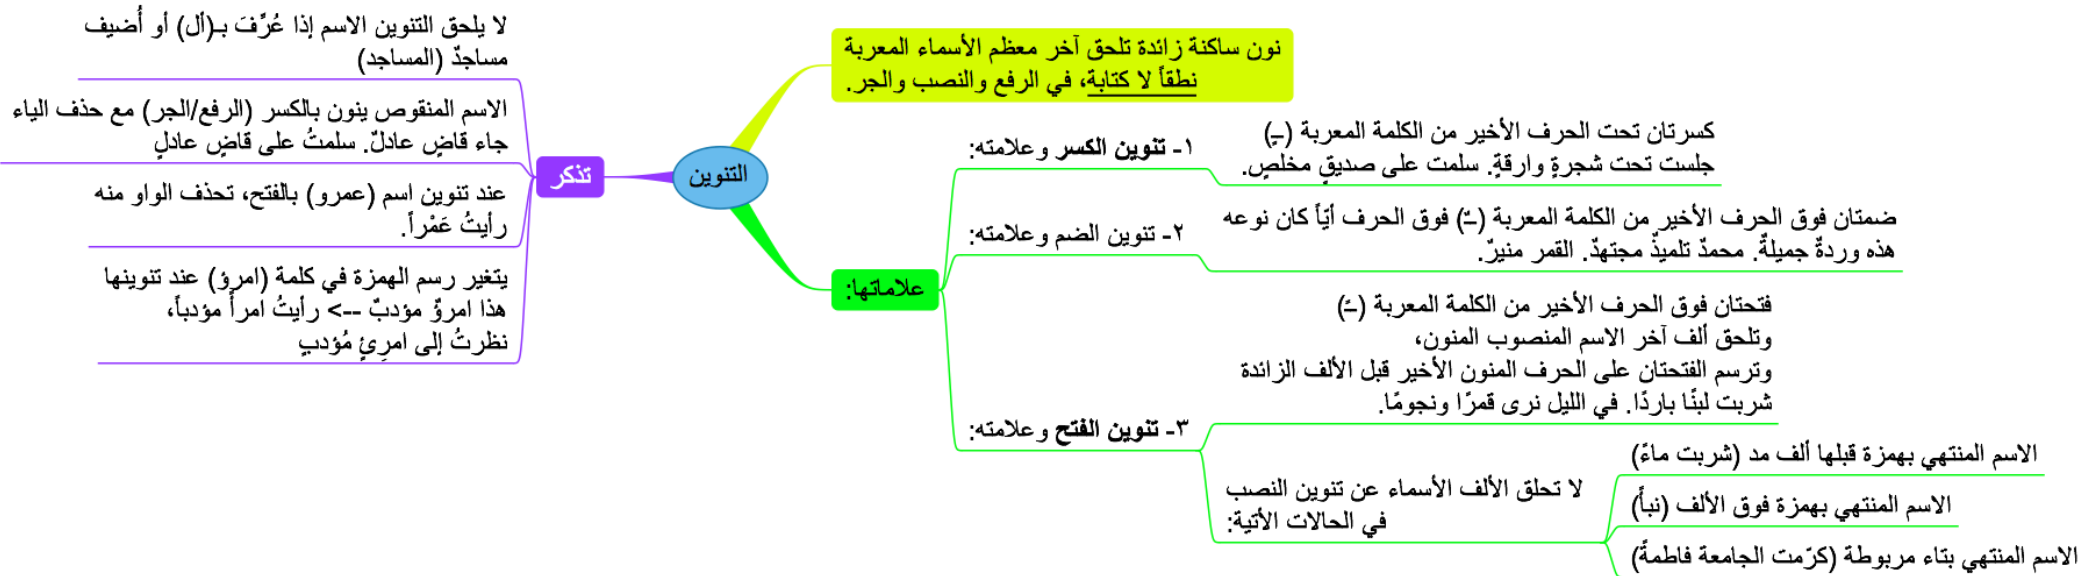 التنوين
نون ساكنة زائدة تلحق آخر معظم الأسماء المعربة
نطقاً لا كتابة، في الرفع والنصب والجر.
علاماتها:
١- تنوين الكسر وعلامته:
كسرتان تحت الحرف الأخير من الكلمة المعربة (ـٍ)
جلست تحت شجرةٍ وارقةٍ. سلمت على صديقٍ مخلصٍ.
٢- تنوين الضم وعلامته:
ضمتان فوق الحرف الأخير من الكلمة المعربة (ـٌ) فوق الحرف أيّاً كان نوعه
هذه وردةٌ جميلةٌ. محمدٌ تلميذٌ مجتهدٌ. القمر منيرٌ.
٣- تنوين الفتح وعلامته:
فتحتان فوق الحرف الأخير من الكلمة المعربة (ـً)
وتلحق ألف آخر الاسم المنصوب المنون،
وترسم الفتحتان على الحرف المنون الأخير قبل الألف الزائدة
شربت لبنًا باردًا. في الليل نرى قمرًا ونجومًا.
لا تحلق الألف الأسماء عن تنوين النصب
في الحالات الأتية:
الاسم المنتهي بهمزة قبلها ألف مد (شربت ماءً)
الاسم المنتهي بهمزة فوق الألف (نبأً)
الاسم المنتهي بتاء مربوطة (كرّمت الجامعة فاطمةً)
تذكر
لا يلحق التنوين الاسم إذا عُرِّفَ بـ(أل) أو أُضيف
مساجدٌ (المساجد)
الاسم المنقوص ينون بالكسر (الرفع/الجر) مع حذف الياء
جاء قاضٍ عادلٌ. سلمتُ على قاضٍ عادلٍ
عند تنوين اسم (عمرو) بالفتح، تحذف الواو منه
رأيتُ عَمْراً.
يتغير رسم الهمزة في كلمة (امرؤ) عند تنوينها
هذا امرؤٌ مؤدبٌ --> رأيتُ امرأً مؤدباً،
نظرتُ إلى امرِئٍ مُؤدبٍ